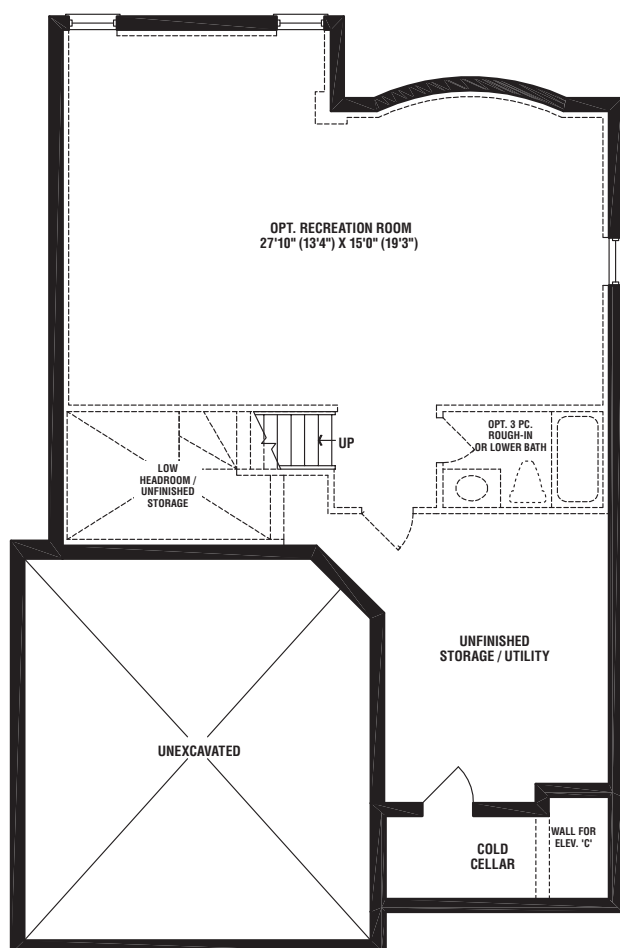 OPT. RECREATION ROOM
27'10" (13'4") X 15'0" (19'3")
UP
OPT. 3 PC.
ROUGH-IN
OR LOWER BATH
LOW
HEADROOM /
UNFINISHED
STORAGE
UNFINISHED
STORAGE / UTILITY
UNEXCAVATED
WALL FOR
ELEV. 'C'
COLD
CELLAR